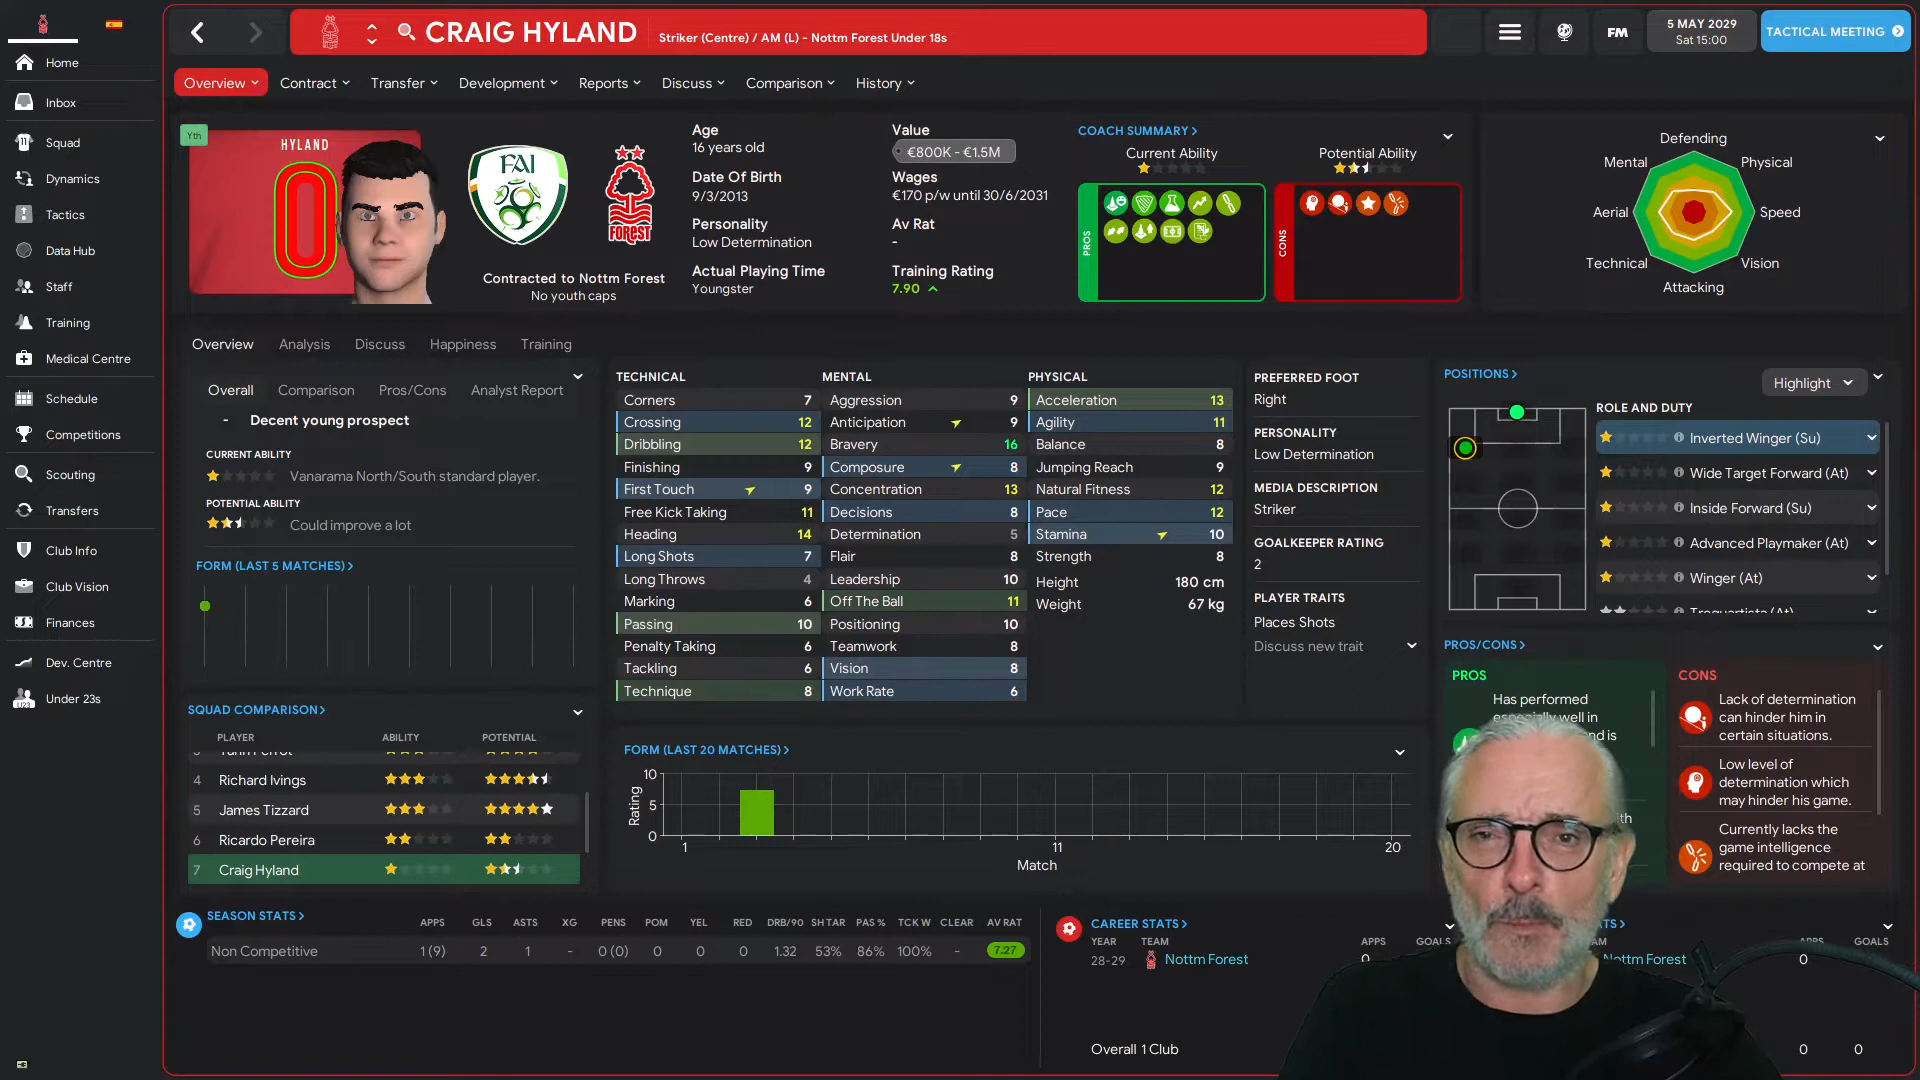 CRAIG HYLAND
Striker (Centre) / AM (L) - Nottm Forest Under 18s
FM
5 MAY 2029
Sat 15:00
TACTICAL MEETING
Home
Inbox
Squad
Dynamics
Tactics
Data Hub
Staff
Training
Medical Centre
Schedule
Competitions
Scouting
Transfers
Club Info
Club Vision
Finances
Dev. Centre
Under 23s
Overview
Contract
Transfer
Development
Reports
Discuss
Comparison
History
Yth
HYLAND
0
FAI
FOREST
Contracted to Nottm Forest
No youth caps
Age
16 years old
Date Of Birth
9/3/2013
Personality
Low Determination
Actual Playing Time
Youngster
Value
€800K - €1.5M
Wages
€170 p/w until 30/6/2031
Av Rat
-
Training Rating
7.90
COACH SUMMARY >
Current Ability
Potential Ability
PROS
CONS
Defending
Mental
Physical
Aerial
Speed
Technical
Vision
Attacking
Overview
Analysis
Discuss
Happiness
Training
Overall
Comparison
Pros/Cons
Analyst Report
- Decent young prospect
CURRENT ABILITY
Vanarama North/South standard player.
POTENTIAL ABILITY
Could improve a lot
FORM (LAST 5 MATCHES) >
SQUAD COMPARISON >
PLAYER ABILITY POTENTIAL
4 Richard Ivings
5 James Tizzard
6 Ricardo Pereira
7 Craig Hyland
TECHNICAL
Corners 7
Crossing 12
Dribbling 12
Finishing 9
First Touch 9
Free Kick Taking 11
Heading 14
Long Shots 7
Long Throws 4
Marking 6
Passing 10
Penalty Taking 6
Tackling 6
Technique 8
MENTAL
Aggression 9
Anticipation 9
Bravery 16
Composure 8
Concentration 13
Decisions 8
Determination 5
Flair 8
Leadership 10
Off The Ball 11
Positioning 10
Teamwork 8
Vision 8
Work Rate 6
PHYSICAL
Acceleration 13
Agility 11
Balance 8
Jumping Reach 9
Natural Fitness 12
Pace 12
Stamina 10
Strength 8
Height 180 cm
Weight 67 kg
PREFERRED FOOT
Right
PERSONALITY
Low Determination
MEDIA DESCRIPTION
Striker
GOALKEEPER RATING
2
PLAYER TRAITS
Places Shots
Discuss new trait
POSITIONS >
Highlight
ROLE AND DUTY
Inverted Winger (Su)
Wide Target Forward (At)
Inside Forward (Su)
Advanced Playmaker (At)
Winger (At)
Trequartista (At)
PROS/CONS >
PROS
Has performed
especially well in
CONS
Lack of determination
can hinder him in
certain situations.
Low level of
determination which
may hinder his game.
Currently lacks the
game intelligence
required to compete at
FORM (LAST 20 MATCHES) >
Rating
10
5
0
1 11 20
Match
SEASON STATS >
APPS GLS ASTS XG PENS POM YEL RED DRB/90 SH TAR PAS % TCK W CLEAR AV RAT
Non Competitive 1 (9) 2 1 - 0 (0) 0 0 0 1.32 53% 86% 100% - 7.27
CAREER STATS >
YEAR TEAM APPS GOALS
28-29 Nottm Forest 0
Overall 1 Club
APPS GOALS
Nottm Forest 0
0 0